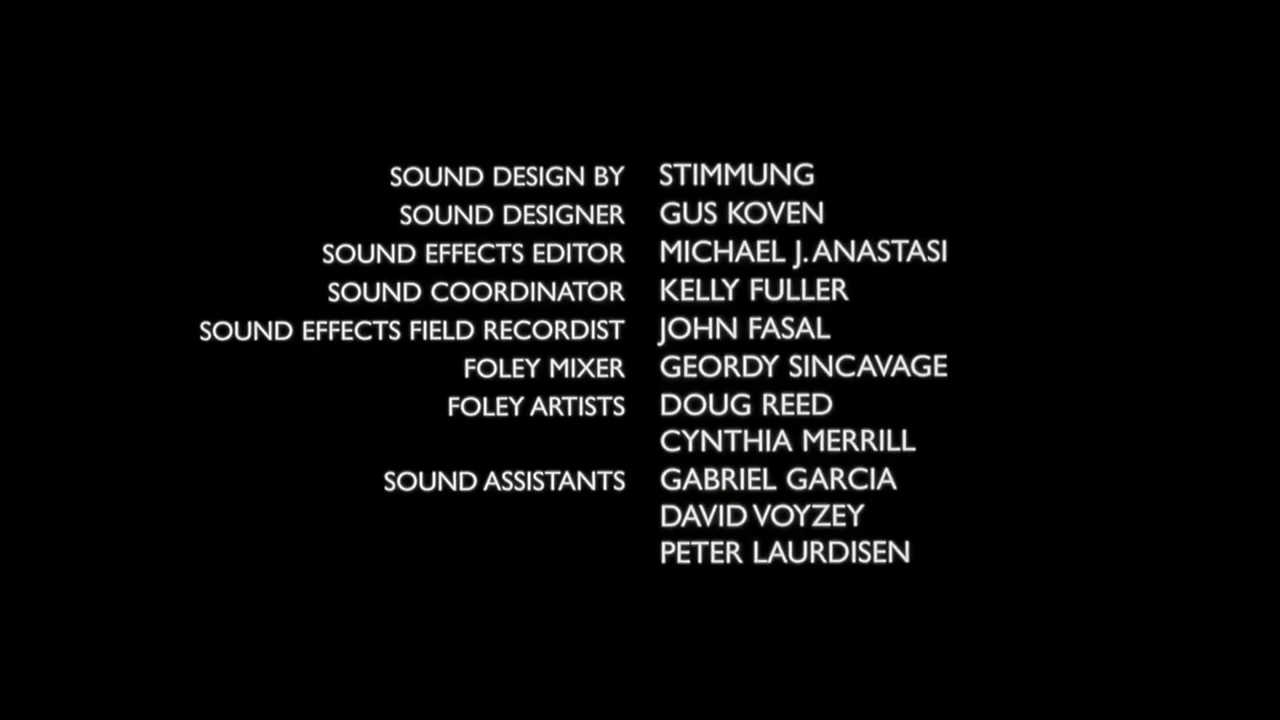 SOUND DESIGN BY STIMMUNG
SOUND DESIGNER GUS KOVEN
SOUND EFFECTS EDITOR MICHAEL J. ANASTASI
SOUND COORDINATOR KELLY FULLER
SOUND EFFECTS FIELD RECORDIST JOHN FASAL
FOLEY MIXER GEORDY SINCAVAGE
FOLEY ARTISTS DOUG REED
CYNTHIA MERRILL
SOUND ASSISTANTS GABRIEL GARCIA
DAVID VOYZEY
PETER LAURDISEN